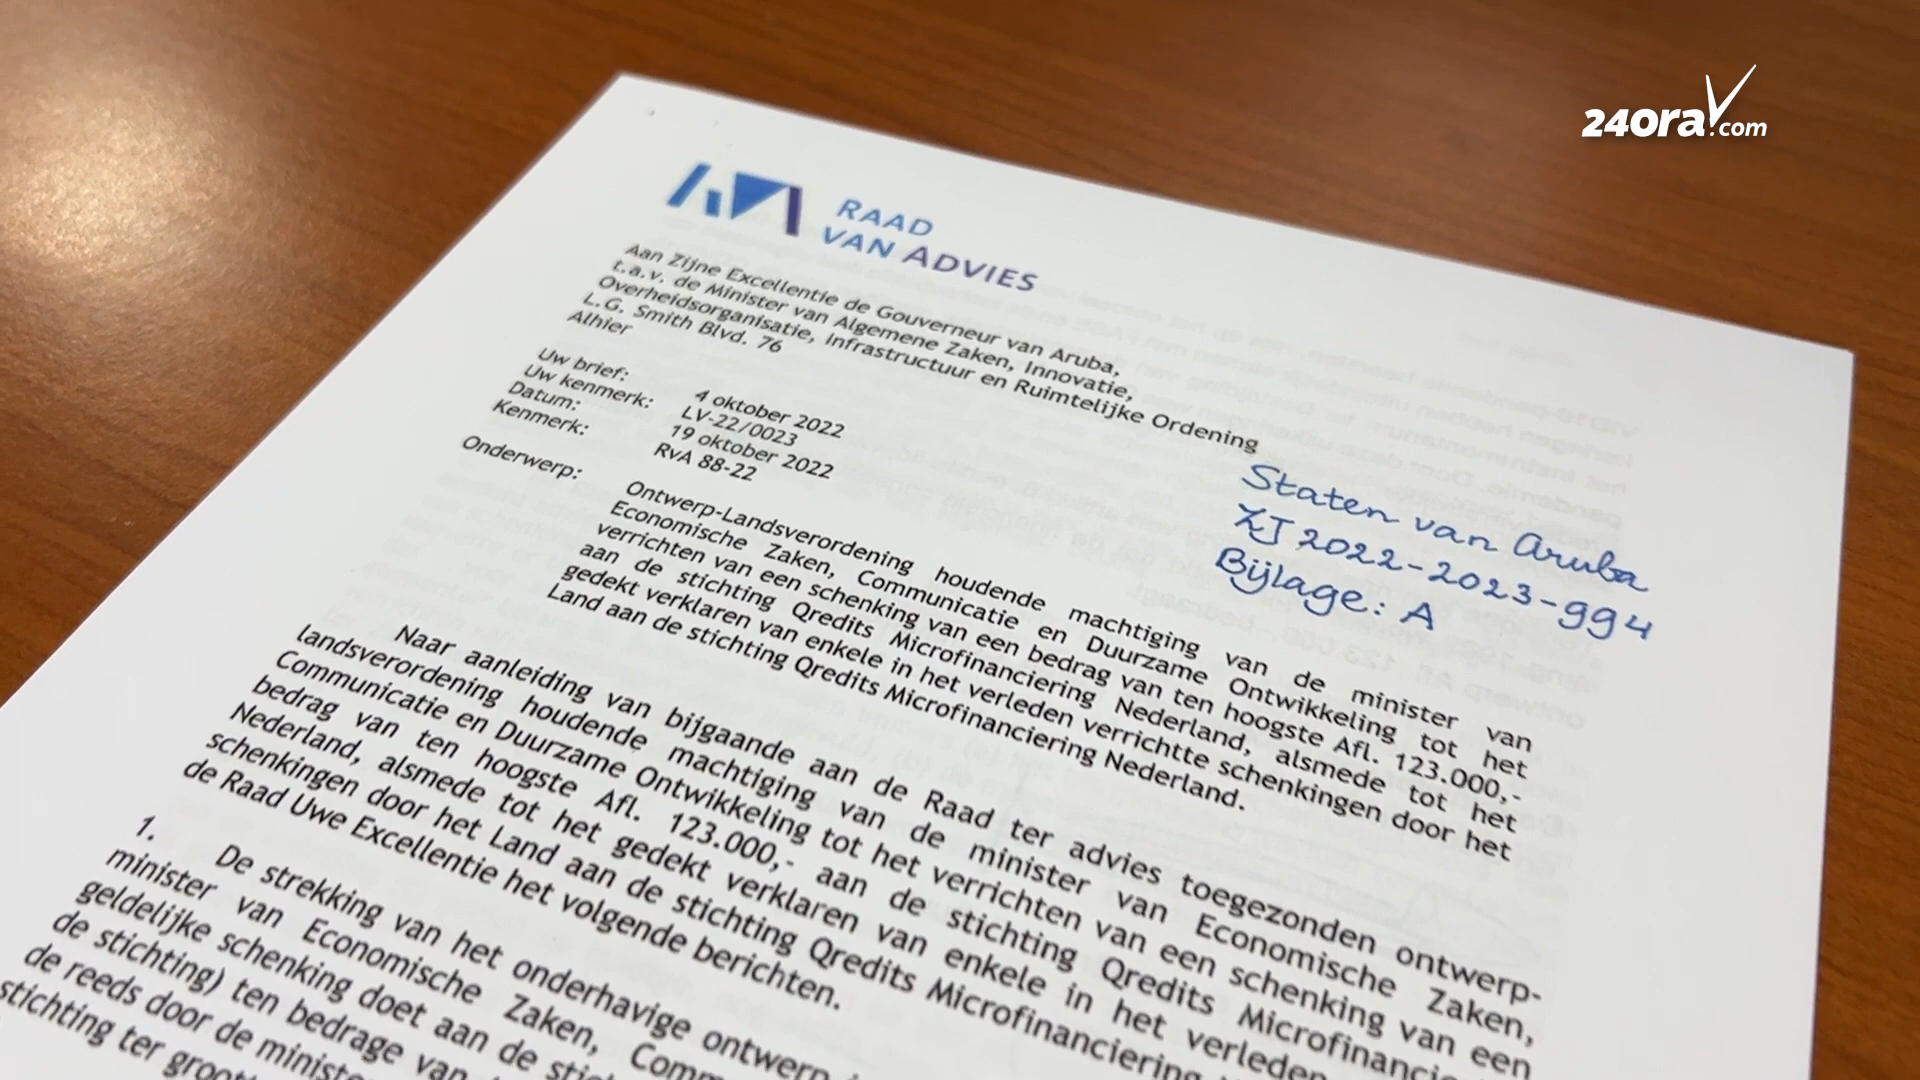 24ora.com
RAAD
VAN ADVIES
Aan Zijne Excellentie de Gouverneur van Aruba,
t.a.v. de Minister van Algemene Zaken, Innovatie,
Overheidsorganisatie, Infrastructuur en Ruimtelijke Ordening
L.G. Smith Blvd. 76
Alhier
Uw brief: 4 oktober 2022
Uw kenmerk: LV-22/0023
Datum: 19 oktober 2022
Kenmerk: RvA 88-22
Staten van Aruba
ZJ 2022-2023-994
Bijlage: A
Onderwerp: Ontwerp-Landsverordening houdende machtiging van de minister van
Economische Zaken, Communicatie en Duurzame Ontwikkeling tot het
verrichten van een schenking van een bedrag van ten hoogste Afl. 123.000,-
aan de stichting Qredits Microfinanciering Nederland, alsmede tot het
gedekt verklaren van enkele in het verleden verrichtte schenkingen door het
Land aan de stichting Qredits Microfinanciering Nederland.
Naar aanleiding van bijgaande aan de Raad ter advies toegezonden ontwerp-
landsverordening houdende machtiging van de minister van Economische Zaken,
Communicatie en Duurzame Ontwikkeling tot het verrichten van een schenking van een
bedrag van ten hoogste Afl. 123.000,- aan de stichting Qredits Microfinanci
Nederland, alsmede tot het gedekt verklaren van enkele in het verleden
schenkingen door het Land aan de stichting Qredits Microfinanciering
de Raad Uwe Excellentie het volgende berichten.
1. De strekking van het onderhavige ontwerp
minister van Economische Zaken, Comm
geldelijke schenking doet aan de stich
de stichting) ten bedrage van
de reeds door de ministe
stichting ter groot